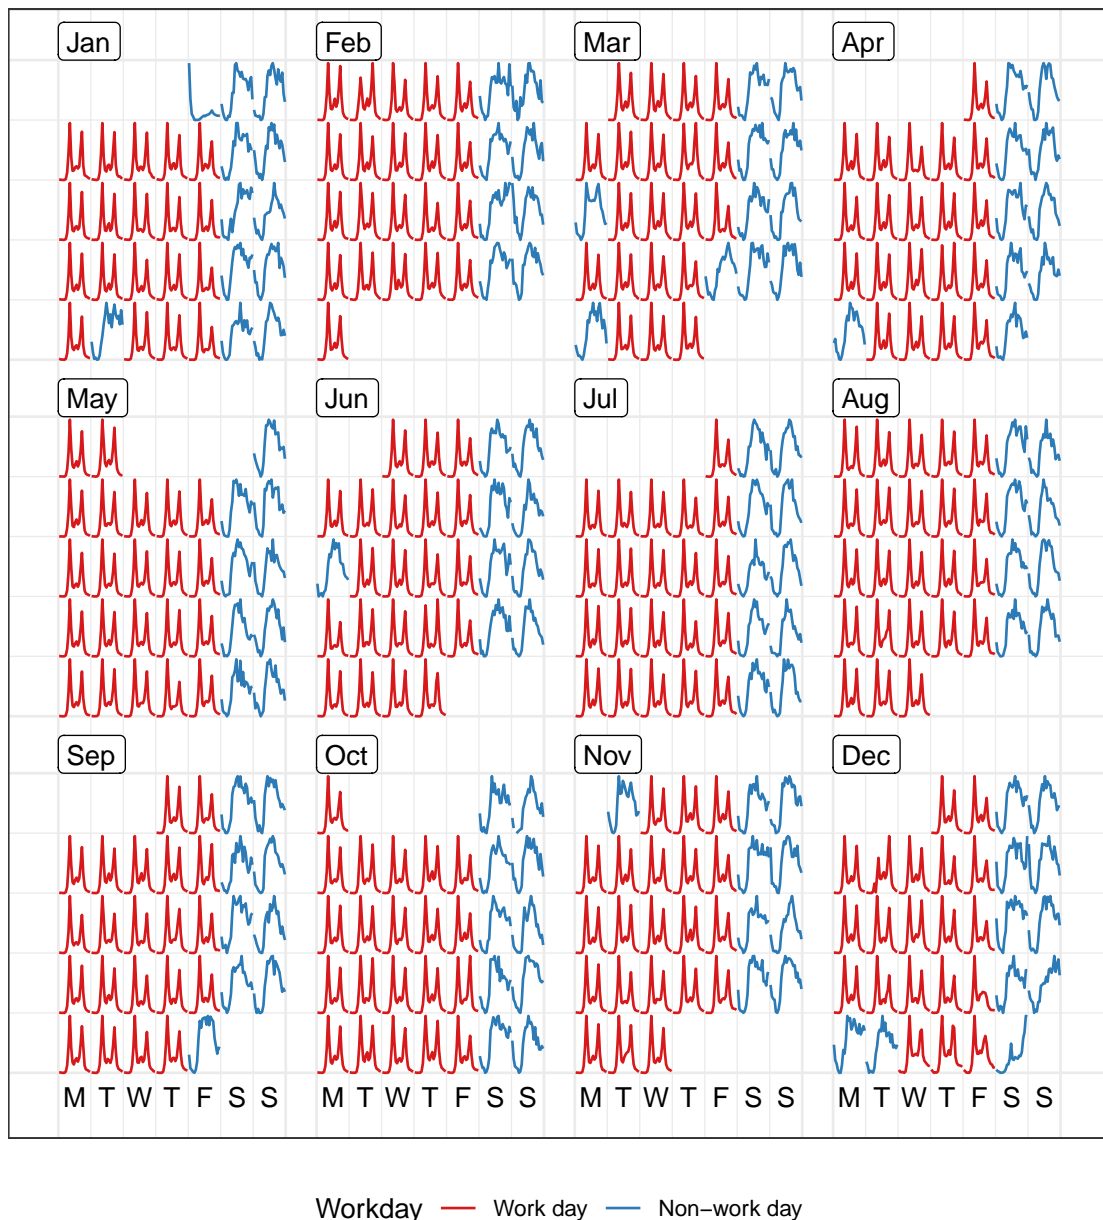 Jan Feb Mar Apr
May Jun Jul Aug
Sep Oct Nov Dec
M T W T F S S M T W T F S S M T W T F S S M T W T F S S
Workday Work day Non−work day